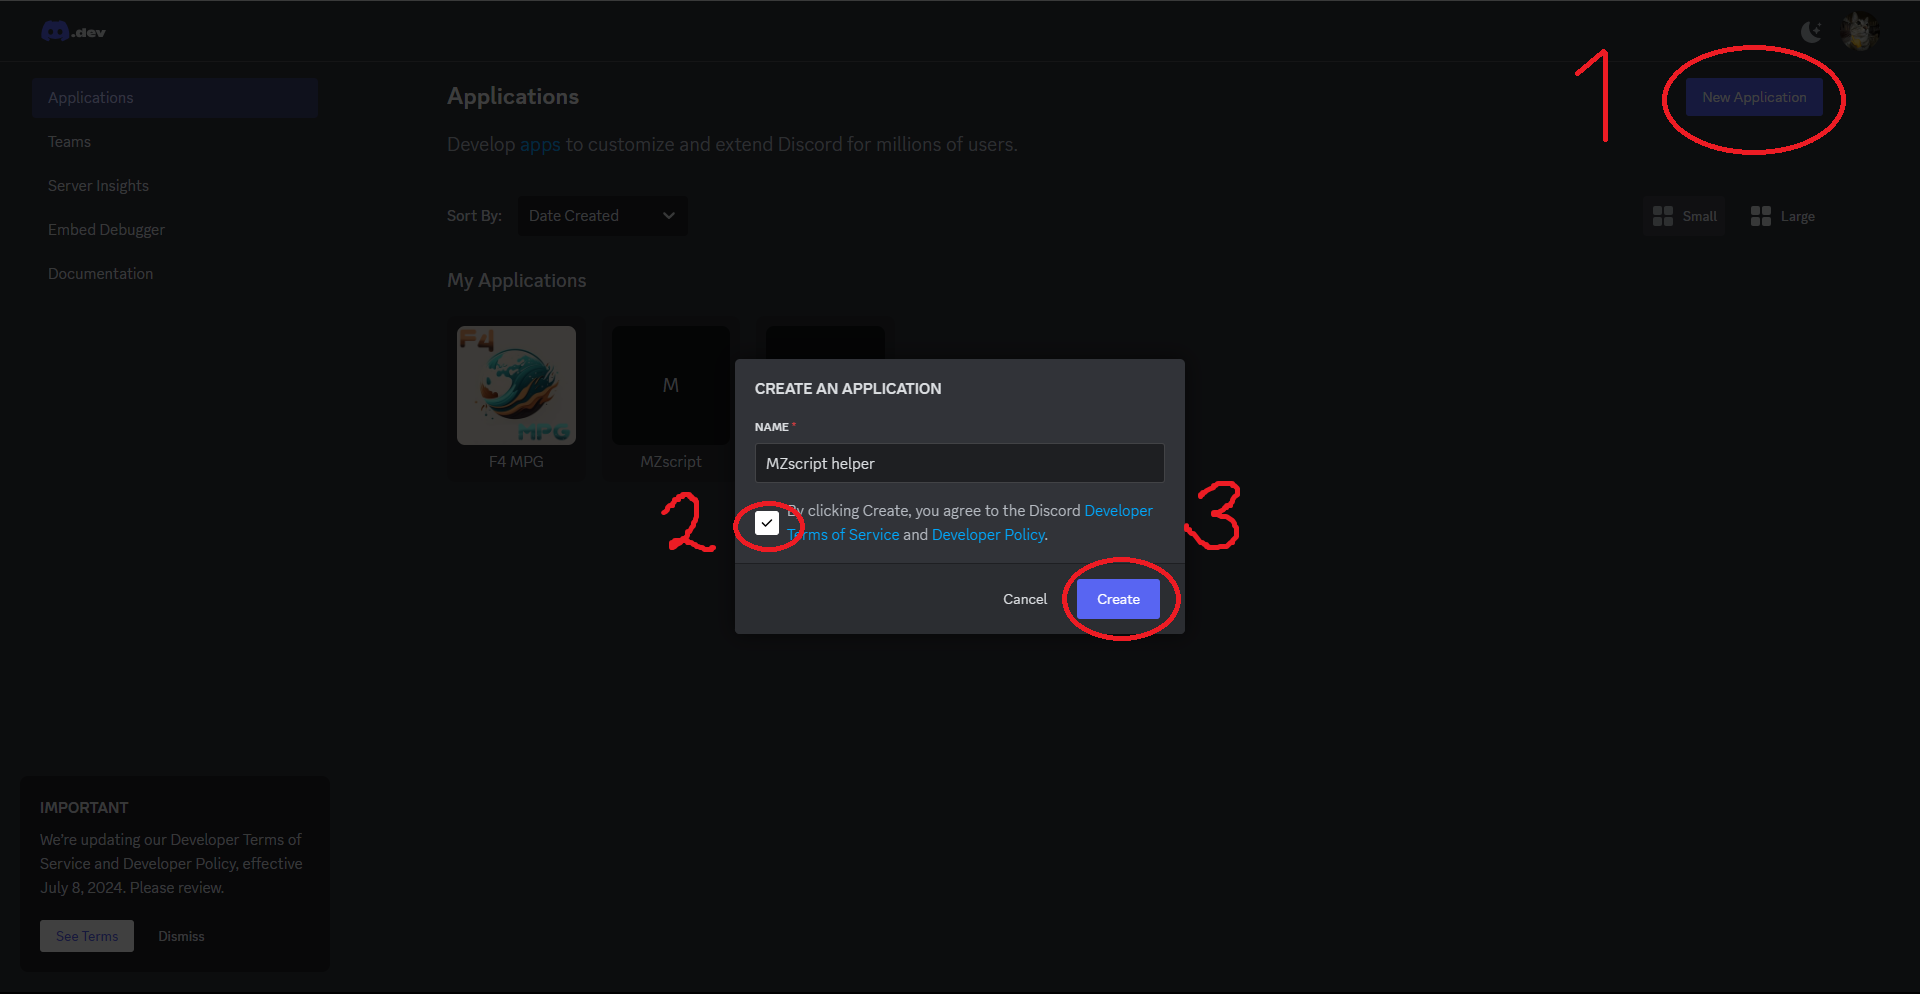 .dev
Applications
Teams
Server Insights
Embed Debugger
Documentation
Applications
New Application
1
Develop apps to customize and extend Discord for millions of users.
Sort By:
Date Created
Small
Large
My Applications
F4
MPG
F4 MPG
M
MZscript
CREATE AN APPLICATION
NAME *
MZscript helper
2
By clicking Create, you agree to the Discord Developer
Terms of Service and Developer Policy.
3
Cancel
Create
IMPORTANT
We're updating our Developer Terms of
Service and Developer Policy, effective
July 8, 2024. Please review.
See Terms
Dismiss